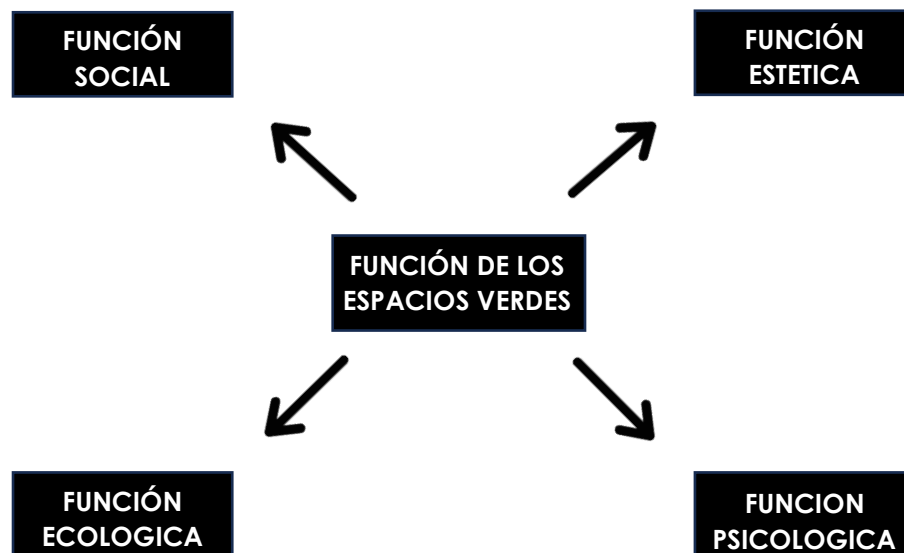 FUNCIÓN
SOCIAL
FUNCIÓN
ESTETICA
FUNCIÓN DE LOS
ESPACIOS VERDES
FUNCIÓN
ECOLOGICA
FUNCION
PSICOLOGICA